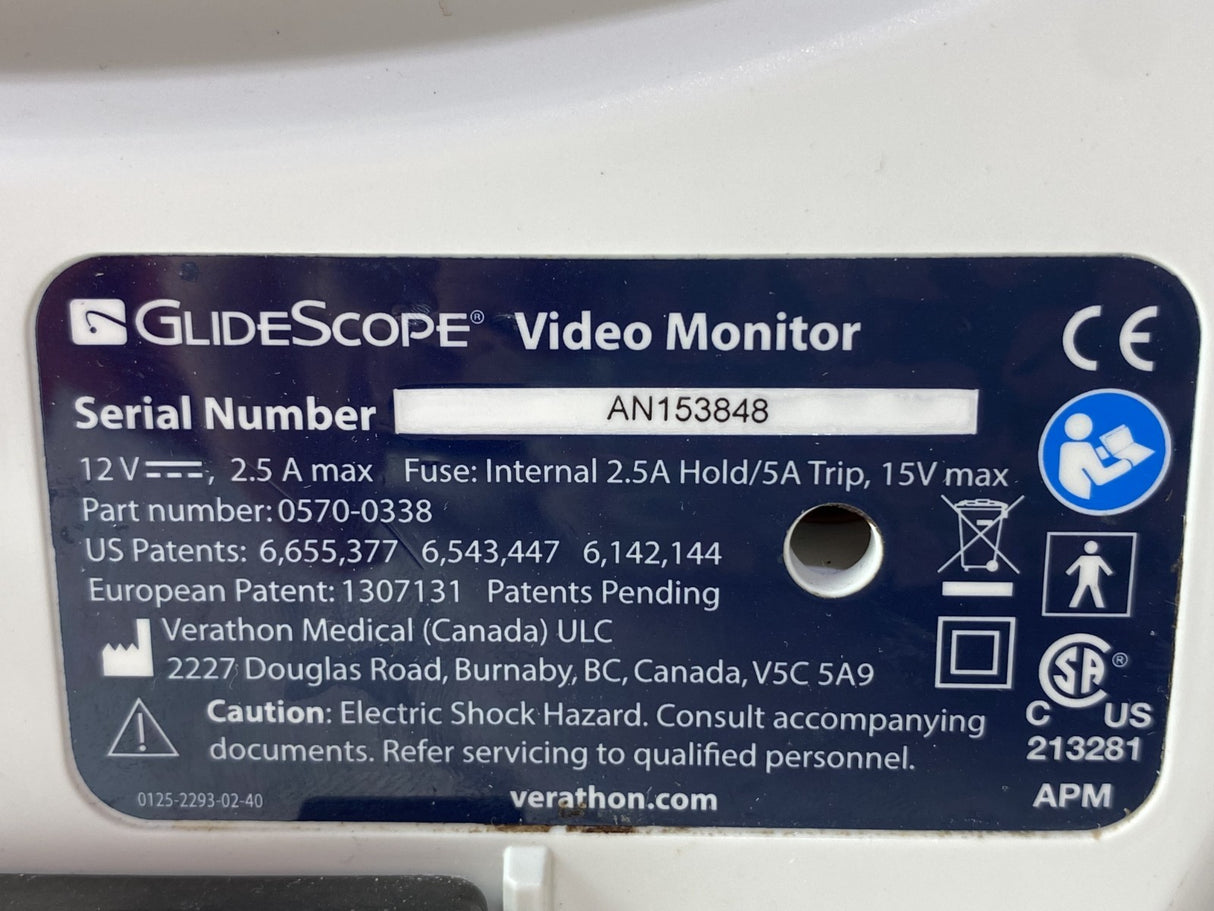 GLIDESCOPE® Video Monitor
CE
Serial Number AN153848
12 V⎓, 2.5 A max Fuse: Internal 2.5A Hold/5A Trip, 15V max
Part number: 0570-0338
US Patents: 6,655,377 6,543,447 6,142,144
European Patent: 1307131 Patents Pending
Verathon Medical (Canada) ULC
2227 Douglas Road, Burnaby, BC, Canada, V5C 5A9
Caution: Electric Shock Hazard. Consult accompanying
documents. Refer servicing to qualified personnel.
0125-2293-02-40
verathon.com
SA®
C US
213281
APM